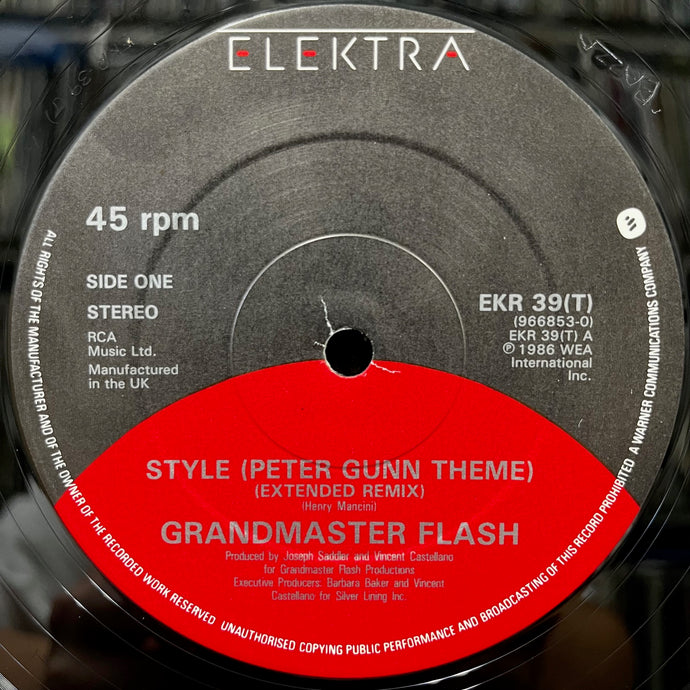 ELEKTRA
45 rpm
SIDE ONE
STEREO
RCA
Music Ltd.
Manufactured
in the UK
EKR 39(T)
(966853-0)
EKR 39(T) A
℗ 1986 WEA
International
Inc.
STYLE (PETER GUNN THEME)
(EXTENDED REMIX)
(Henry Mancini)
GRANDMASTER FLASH
Produced by Joseph Saddler and Vincent Castellano
for Grandmaster Flash Productions
Executive Producers: Barbara Baker and Vincent
Castellano for Silver Lining Inc.
ALL RIGHTS OF THE MANUFACTURER AND OF THE OWNER OF THE RECORDED WORK RESERVED. UNAUTHORISED COPYING PUBLIC PERFORMANCE AND BROADCASTING OF THIS RECORD PROHIBITED A WARNER COMMUNICATIONS COMPANY